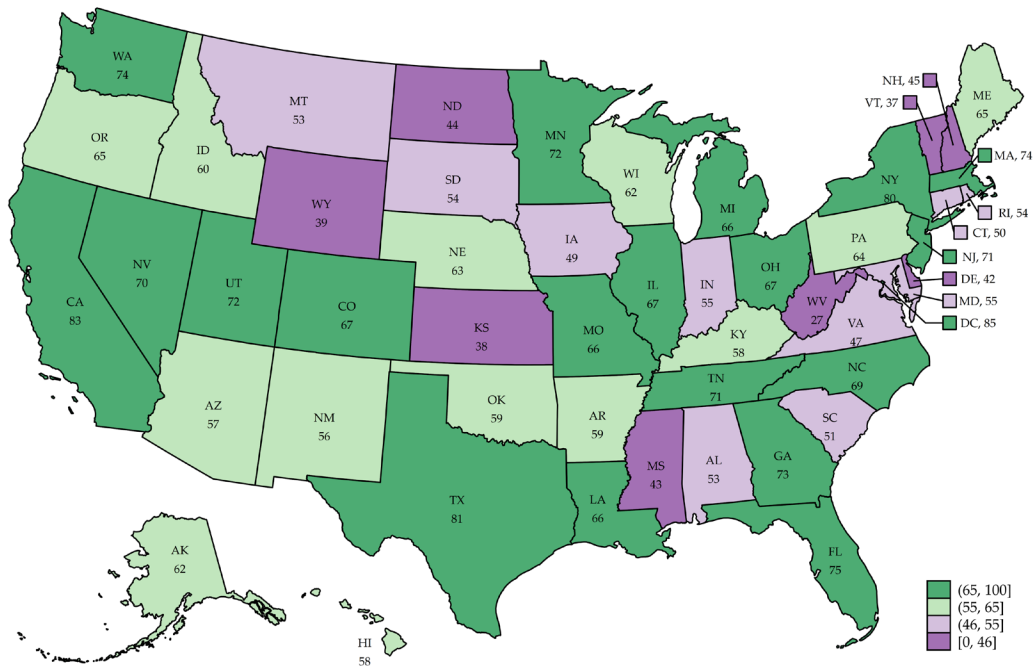 WA
74
MT
53
ND
44
MN
72
NH, 45
VT, 37
ME
65
OR
65
ID
60
WY
39
SD
54
WI
62
MI
66
NY
80
MA, 74
RI, 54
CT, 50
NJ, 71
DE, 42
MD, 55
DC, 85
CA
83
NV
70
UT
72
CO
67
NE
63
IA
49
IL
67
IN
55
OH
67
PA
64
KS
38
MO
66
KY
58
WV
27
VA
47
AZ
57
NM
56
OK
59
AR
59
TN
71
NC
69
SC
51
TX
81
LA
66
MS
43
AL
53
GA
73
FL
75
AK
62
HI
58
(65, 100]
(55, 65]
(46, 55]
[0, 46]